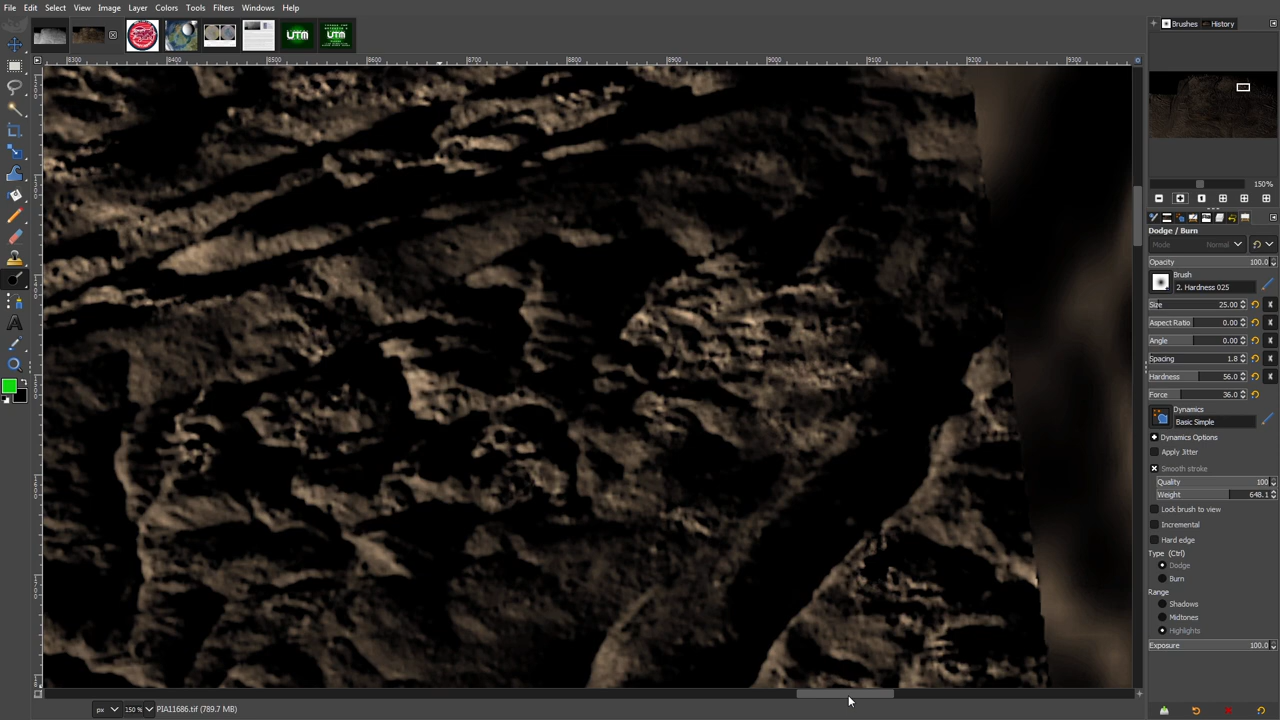 File Edit Select View Image Layer Colors Tools Filters Windows Help
Brushes History
UTM UTM
8300 8400 8500 8600 8700 8800 8900 9000 9100 9200 9300
150%
Dodge / Burn
Mode Normal
Opacity 100.0
Brush
2. Hardness 025
Size 25.00
Aspect Ratio 0.00
Angle 0.00
Spacing 1.8
Hardness 56.0
Force 36.0
Dynamics
Basic Simple
Dynamics Options
Apply Jitter
Smooth stroke
Quality 100
Weight 648.1
Lock brush to view
Incremental
Hard edge
Type (Ctrl)
Dodge
Burn
Range
Shadows
Midtones
Highlights
Exposure 100.0
px 150 % PIA11686.tif (789.7 MB)